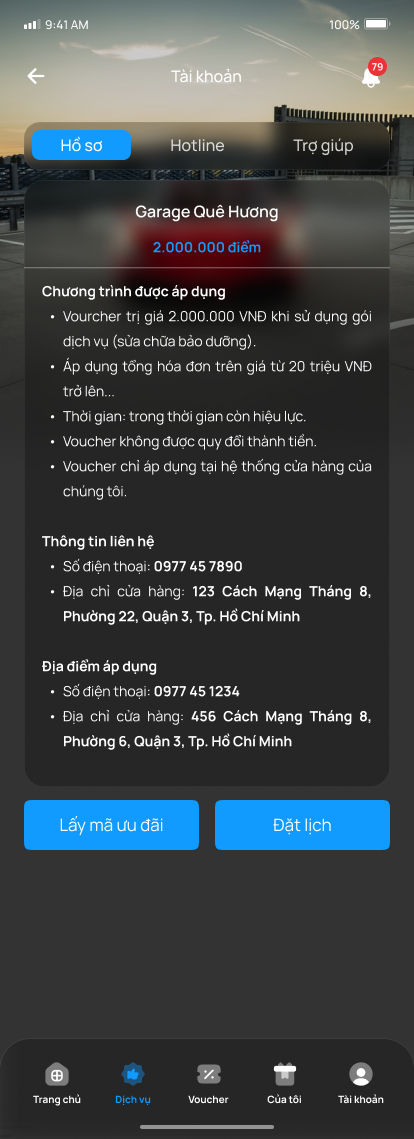 9:41 AM
100%
Tài khoản
79
Hồ sơ
Hotline
Trợ giúp
Garage Quê Hương
2.000.000 điểm
Chương trình được áp dụng
• Vourcher trị giá 2.000.000 VNĐ khi sử dụng gói
dịch vụ (sửa chữa bảo dưỡng).
• Áp dụng tổng hóa đơn trên giá từ 20 triệu VNĐ
trở lên...
• Thời gian: trong thời gian còn hiệu lực.
• Voucher không được quy đổi thành tiền.
• Voucher chỉ áp dụng tại hệ thống cửa hàng của
chúng tôi.
Thông tin liên hệ
• Số điện thoại: 0977 45 7890
• Địa chỉ cửa hàng: 123 Cách Mạng Tháng 8,
Phường 22, Quận 3, Tp. Hồ Chí Minh
Địa điểm áp dụng
• Số điện thoại: 0977 45 1234
• Địa chỉ cửa hàng: 456 Cách Mạng Tháng 8,
Phường 6, Quận 3, Tp. Hồ Chí Minh
Lấy mã ưu đãi
Đặt lịch
Trang chủ
Dịch vụ
Voucher
Của tôi
Tài khoản